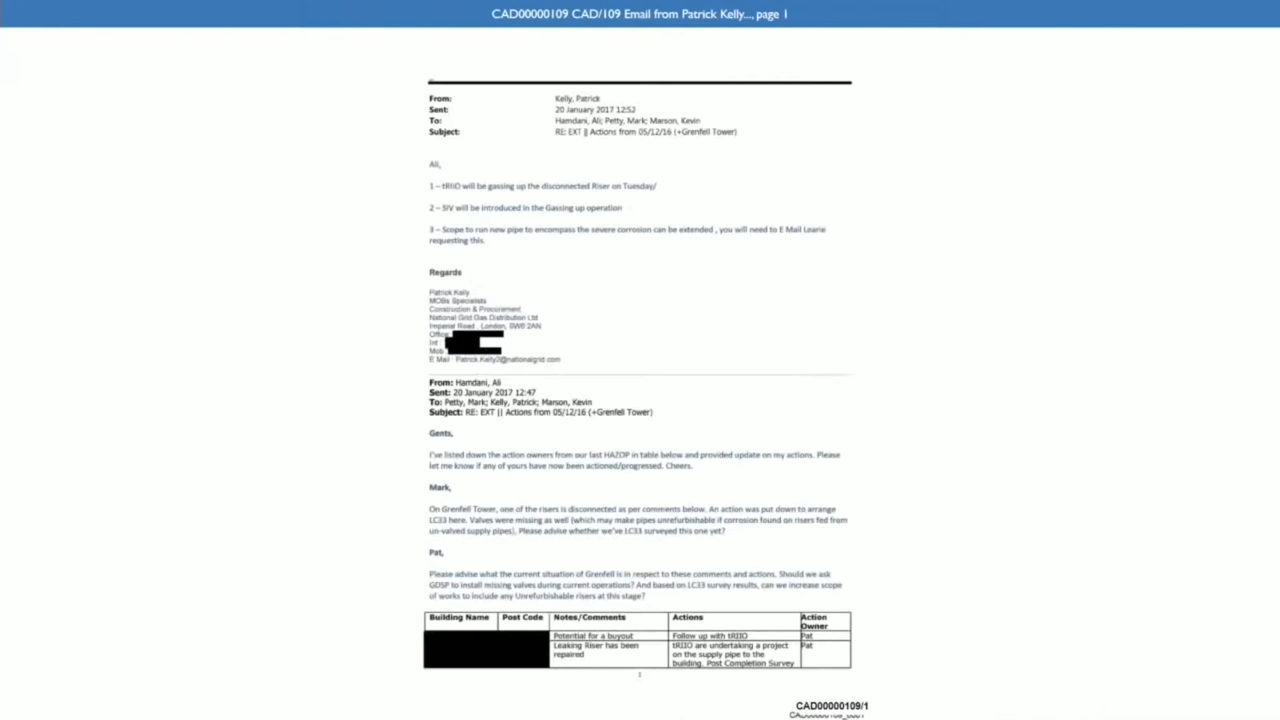 CAD00000109 CAD/109 Email from Patrick Kelly..., page 1
From: Kelly, Patrick
Sent: 20 January 2017 12:52
To: Hamdani, Ali; Petty, Mark; Marson, Kevin
Subject: RE: EXT || Actions from 05/12/16 (+Grenfell Tower)
Ali,
1 – tRIIO will be gassing up the disconnected Riser on Tuesday/
2 – SIV will be introduced in the Gassing up operation
3 – Scope to run new pipe to encompass the severe corrosion can be extended , you will need to E Mail Learie
requesting this.
Regards
Patrick Kelly
MOBs Specialists
Construction & Procurement
National Grid Gas Distribution Ltd
Imperial Road , London, SW6 2AN
Office
Int :
Mob :
E Mail : Patrick.Kelly2@nationalgrid.com
From: Hamdani, Ali
Sent: 20 January 2017 12:47
To: Petty, Mark; Kelly, Patrick; Marson, Kevin
Subject: RE: EXT || Actions from 05/12/16 (+Grenfell Tower)
Gents,
I've listed down the action owners from our last HAZOP in table below and provided update on my actions. Please
let me know if any of yours have now been actioned/progressed. Cheers.
Mark,
On Grenfell Tower, one of the risers is disconnected as per comments below. An action was put down to arrange
LC33 here. Valves were missing as well (which may make pipes unrefurbishable if corrosion found on risers fed from
un-valved supply pipes). Please advise whether we've LC33 surveyed this one yet?
Pat,
Please advise what the current situation of Grenfell is in respect to these comments and actions. Should we ask
GDSP to install missing valves during current operations? And based on LC33 survey results, can we increase scope
of works to include any Unrefurbishable risers at this stage?
Building Name Post Code Notes/Comments Actions Action
Owner
Potential for a buyout Follow up with tRIIO Pat
Leaking Riser has been tRIIO are undertaking a project Pat
repaired on the supply pipe to the
building. Post Completion Survey
1
CAD00000109/1
CAD00000109_0001